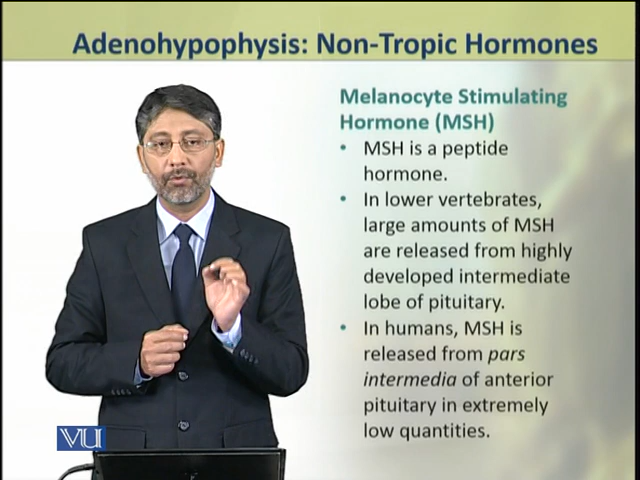 Adenohypophysis: Non-Tropic Hormones
Melanocyte Stimulating
Hormone (MSH)
• MSH is a peptide
hormone.
• In lower vertebrates,
large amounts of MSH
are released from highly
developed intermediate
lobe of pituitary.
• In humans, MSH is
released from pars
intermedia of anterior
pituitary in extremely
low quantities.
VU